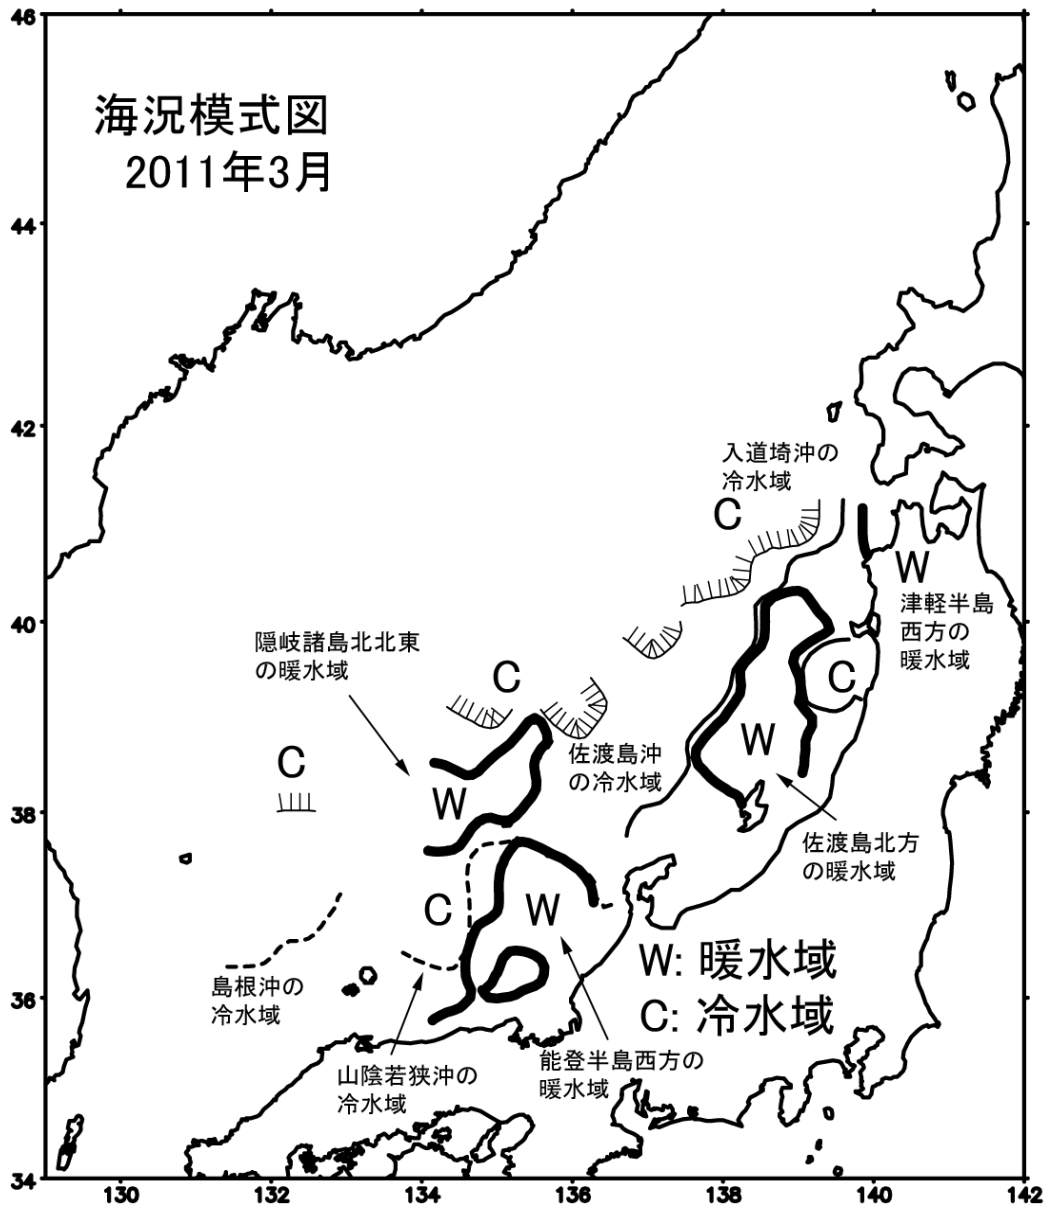 海況模式図
2011年3月
46
44
42
40
38
36
34
130
132
134
136
138
140
142
入道埼沖の
冷水域
C
W
津軽半島
西方の
暖水域
隠岐諸島北北東
の暖水域
C
C
W
佐渡島沖
の冷水域
C
W
佐渡島北方
の暖水域
C
W
W: 暖水域
C: 冷水域
島根沖の
冷水域
山陰若狭沖の
冷水域
能登半島西方の
暖水域